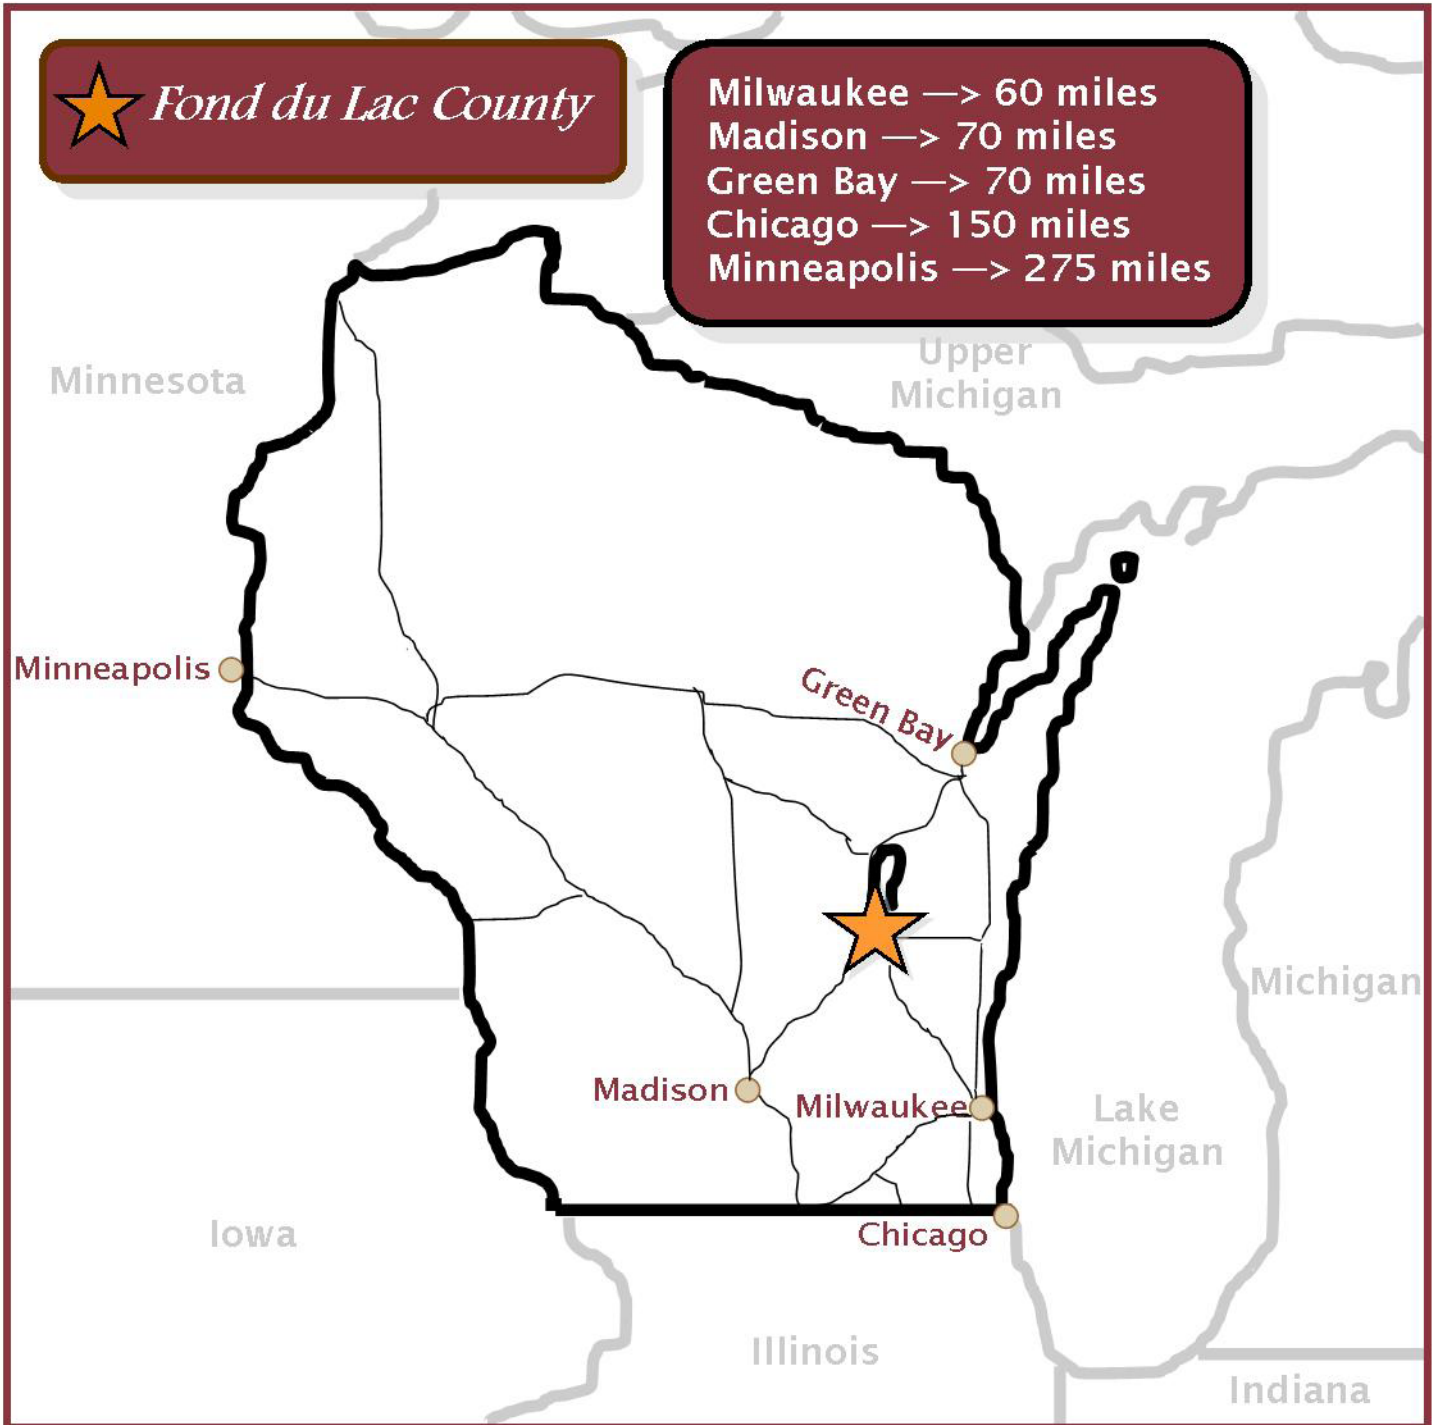 Fond du Lac County
Milwaukee —> 60 miles
Madison —> 70 miles
Green Bay —> 70 miles
Chicago —> 150 miles
Minneapolis —> 275 miles
Upper
Michigan
Minnesota
Minneapolis
Green Bay
Michigan
Madison
Milwaukee
Lake
Michigan
Iowa
Chicago
Illinois
Indiana